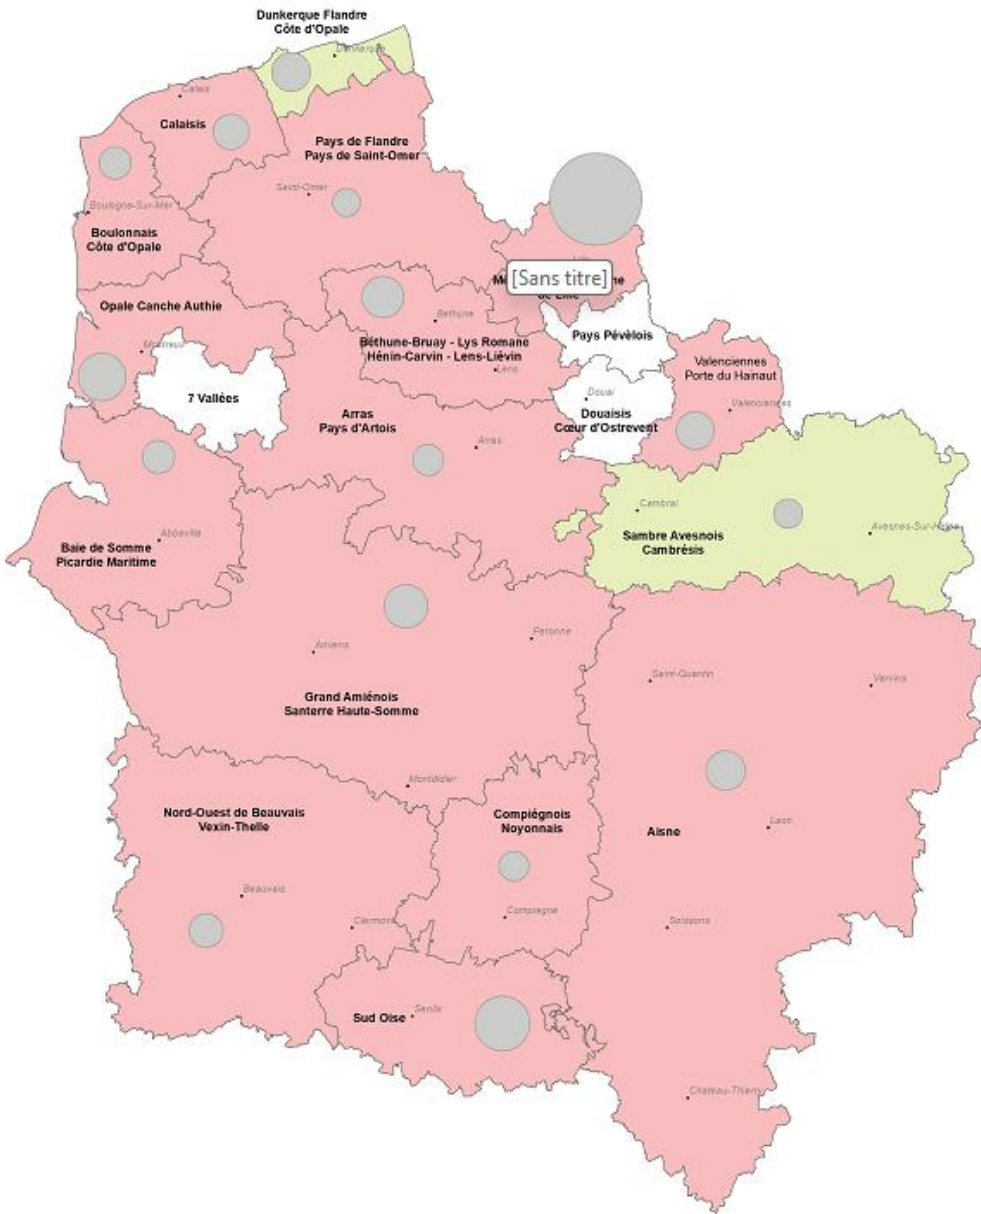 Dunkerque Flandre
Côte d'Opale
Dunkerque
Calais
Calaisis
Pays de Flandre
Pays de Saint-Omer
Saint-Omer
Boulogne-Sur-Mer
Boulonnais
Côte d'Opale
[Sans titre]
de Lille
Opale Canche Authie
Béthune
Pays Pévèlois
Béthune-Bruay - Lys Romane
Hénin-Carvin - Lens-Liévin
Montreuil
Lens
Valenciennes
Porte du Hainaut
7 Vallées
Douai
Valenciennes
Arras
Pays d'Artois
Douaisis
Cœur d'Ostrevent
Arras
Cambrai
Avesnes-Sur-Helpe
Abbeville
Sambre Avesnois
Cambrésis
Baie de Somme
Picardie Maritime
Amiens
Peronne
Saint-Quentin
Vervins
Grand Amiénois
Santerre Haute-Somme
Montdidier
Nord-Ouest de Beauvais
Vexin-Thelle
Compiégnois
Noyonnais
Aisne
Laon
Beauvais
Clermont
Compiegne
Soissons
Sud Oise
Senlis
Chateau-Thierry